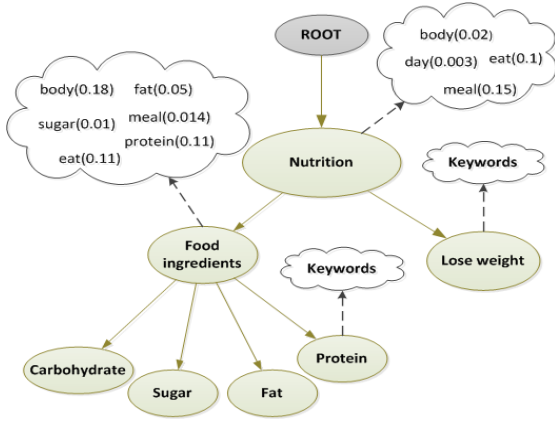 ROOT
body(0.02)
day(0.003) eat(0.1)
meal(0.15)
body(0.18) fat(0.05)
sugar(0.01) meal(0.014)
protein(0.11)
eat(0.11)
Nutrition
Keywords
Food
ingredients
Lose weight
Keywords
Carbohydrate
Sugar
Fat
Protein